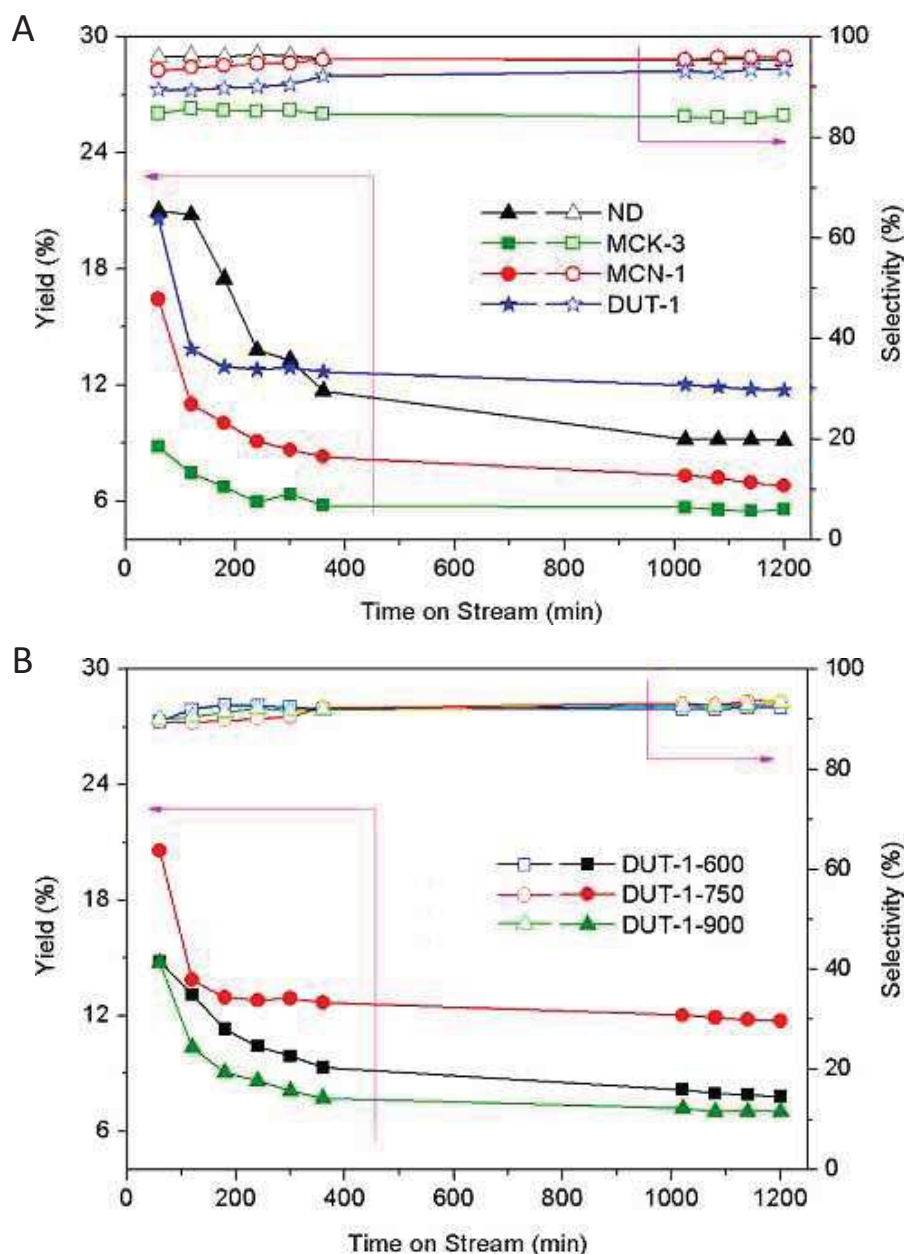 A
30
24
18
12
6
Yield (%)
100
80
60
40
20
0
Selectivity (%)
ND
MCK-3
MCN-1
DUT-1
0 200 400 600 800 1000 1200
Time on Stream (min)
B
30
24
18
12
6
Yield (%)
100
80
60
40
20
0
Selectivity (%)
DUT-1-600
DUT-1-750
DUT-1-900
0 200 400 600 800 1000 1200
Time on Stream (min)